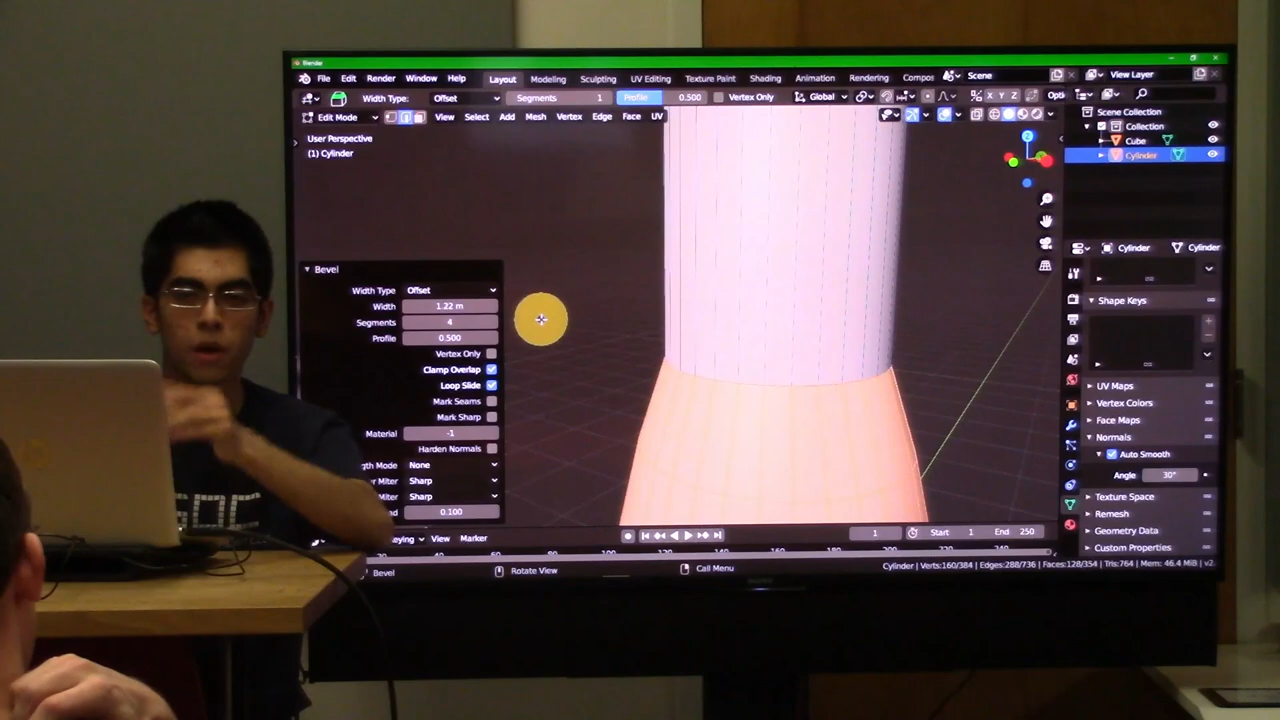 Blender
File Edit Render Window Help Layout Modeling Sculpting UV Editing Texture Paint Shading Animation Rendering Compos Scene View Layer
Width Type: Offset Segments 1 Profile 0.500 Vertex Only Global X Y Z Opti
Edit Mode View Select Add Mesh Vertex Edge Face UV
User Perspective
(1) Cylinder
Scene Collection
Collection
Cube
Cylinder
Cylinder Cylinder
Shape Keys
UV Maps
Vertex Colors
Face Maps
Normals
Auto Smooth
Angle 30°
Texture Space
Remesh
Geometry Data
Custom Properties
Bevel
Width Type Offset
Width 1.22 m
Segments 4
Profile 0.500
Vertex Only
Clamp Overlap
Loop Slide
Mark Seams
Mark Sharp
Material -1
Harden Normals
gth Mode None
r Miter Sharp
r Miter Sharp
0.100
eying View Marker 1 Start 1 End 250
Bevel Rotate View Call Menu Cylinder | Verts:160/384 | Edges:288/736 | Faces:128/354 | Tris:764 | Mem: 46.4 MiB | v2